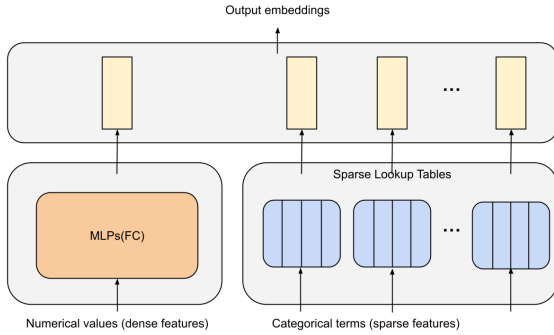 Output embeddings
...
Sparse Lookup Tables
MLPs(FC)
...
Numerical values (dense features)
Categorical terms (sparse features)